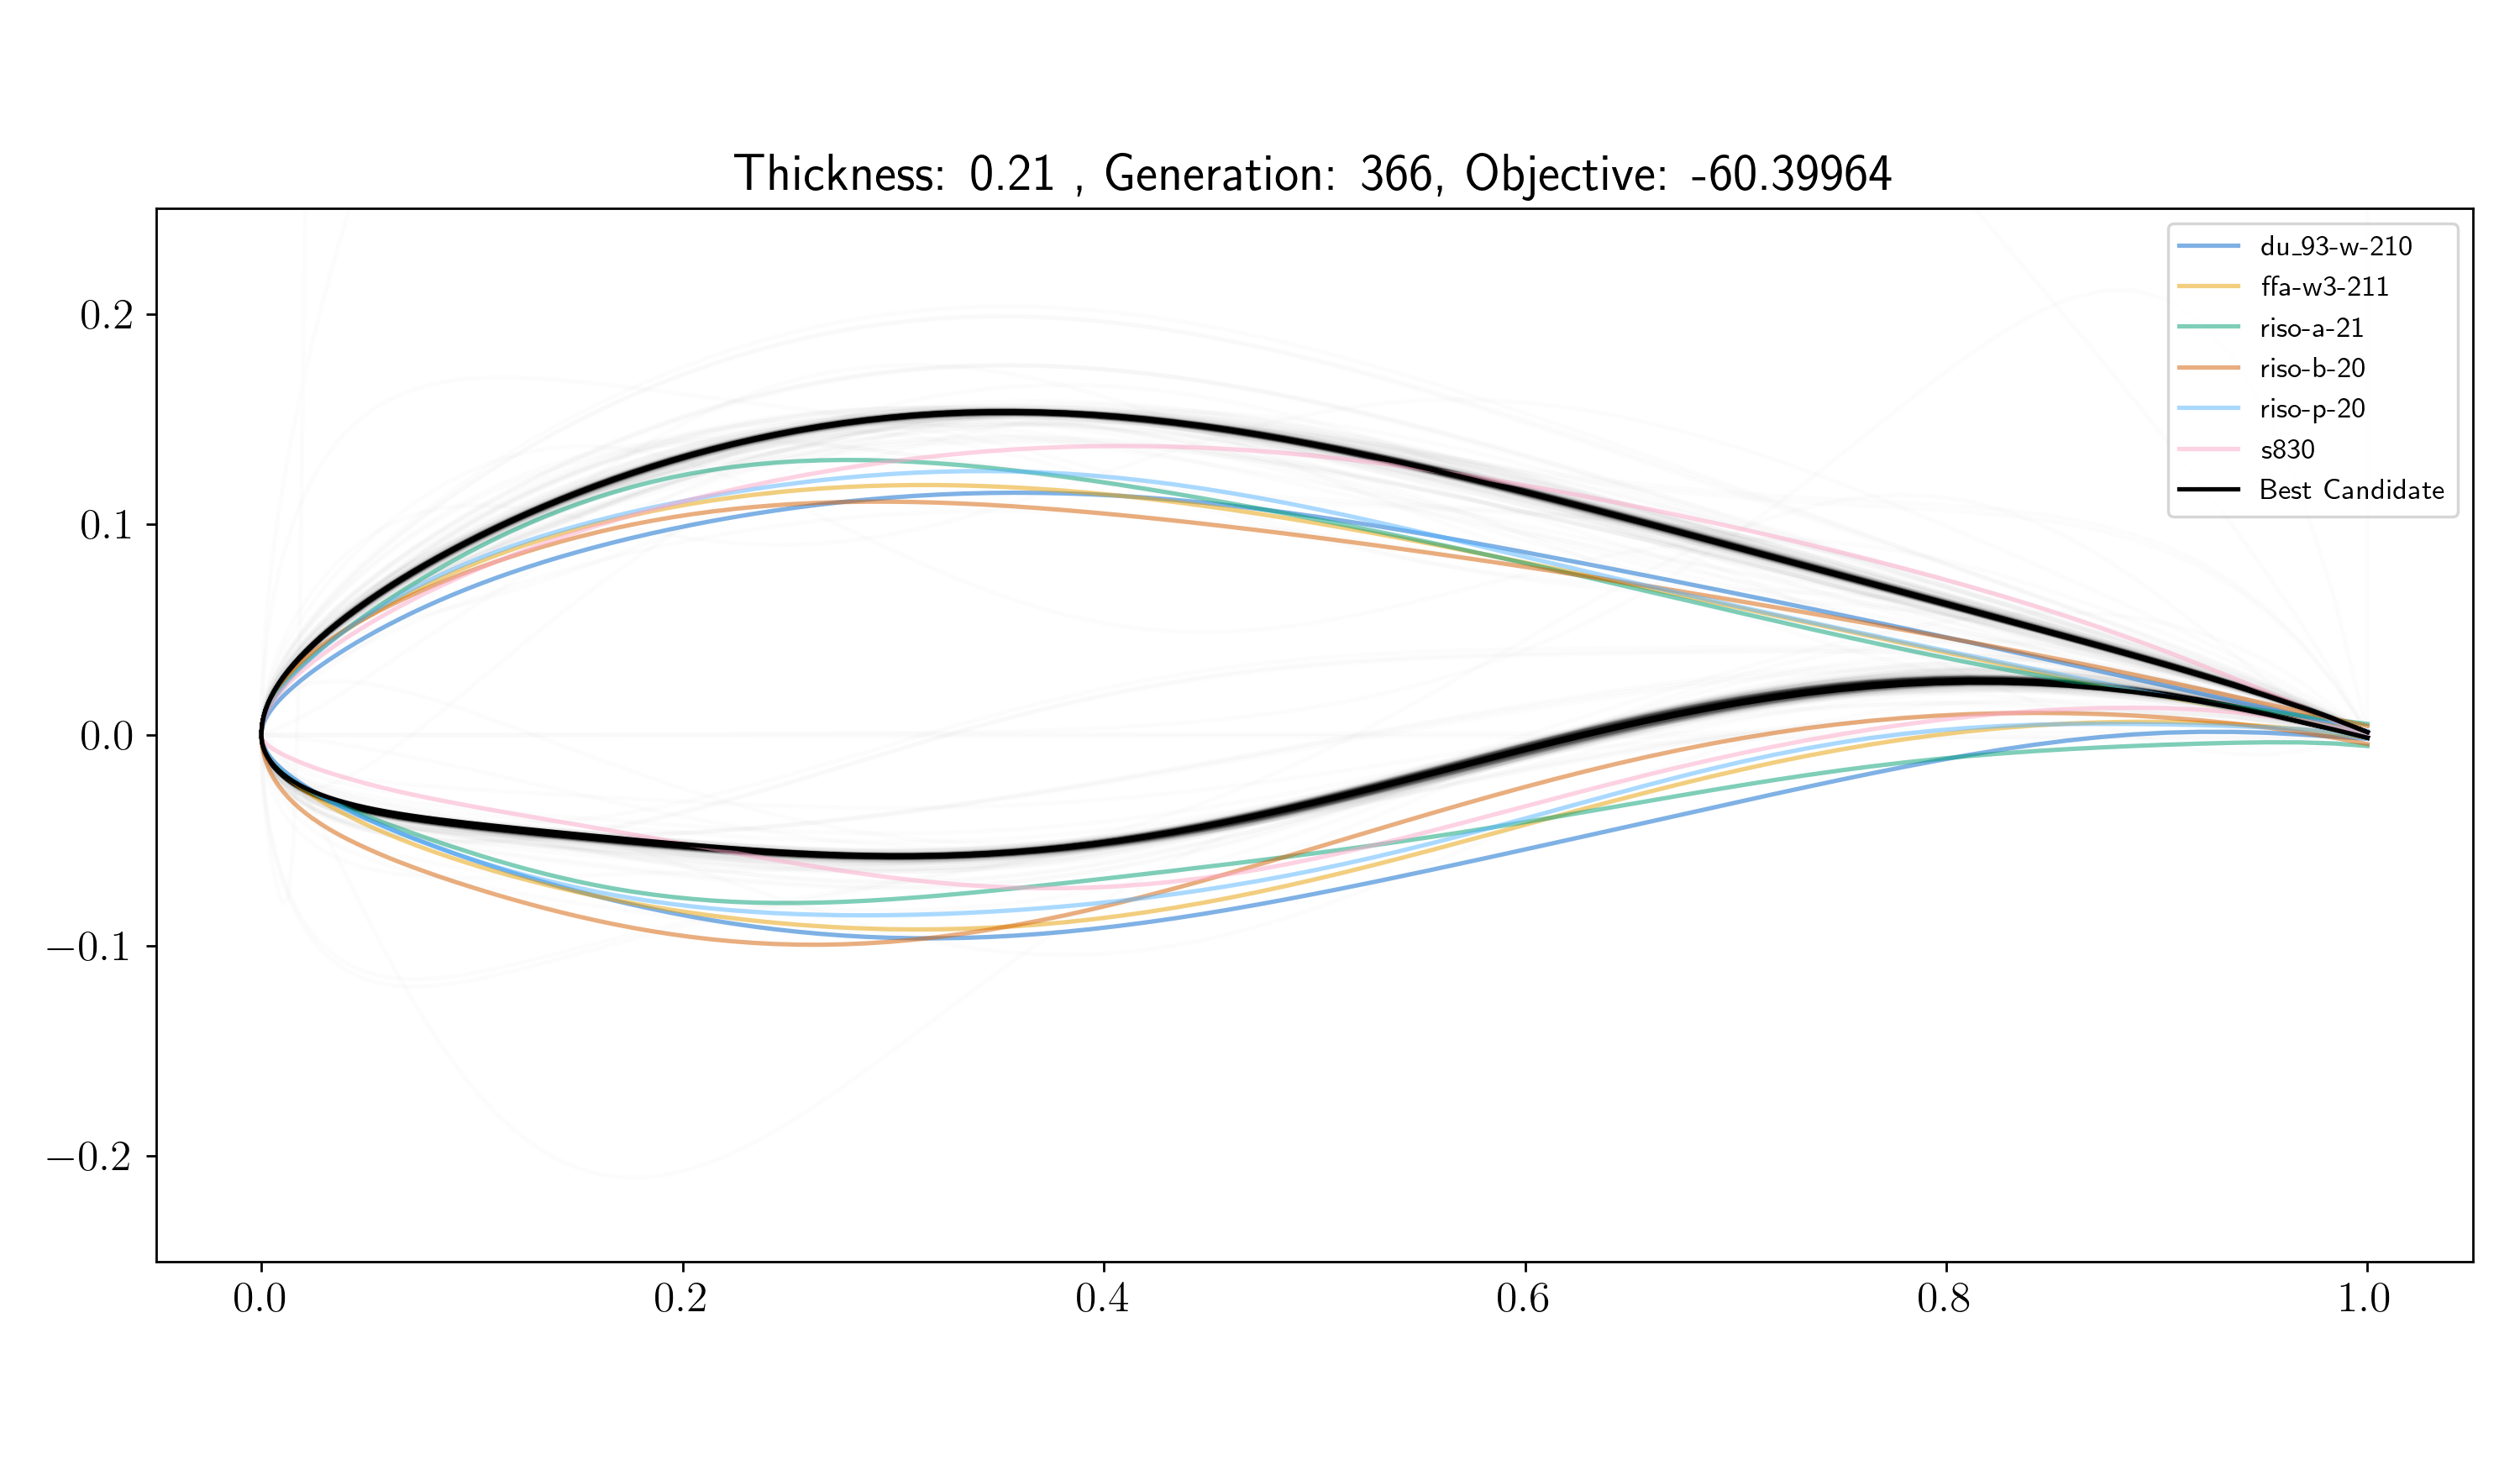 Thickness: 0.21 , Generation: 366, Objective: -60.39964
du_93-w-210
ffa-w3-211
riso-a-21
riso-b-20
riso-p-20
s830
Best Candidate
0.2
0.1
0.0
−0.1
−0.2
0.0 0.2 0.4 0.6 0.8 1.0